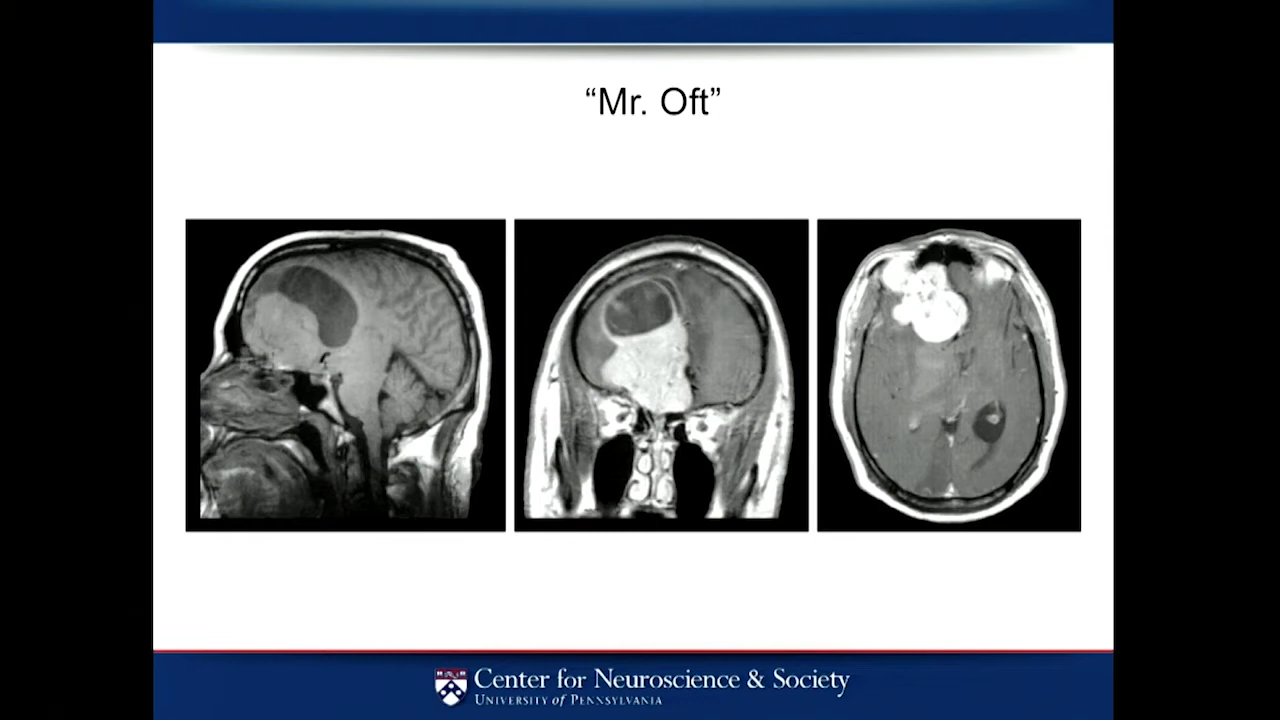 “Mr. Oft”
Center for Neuroscience & Society
University of Pennsylvania